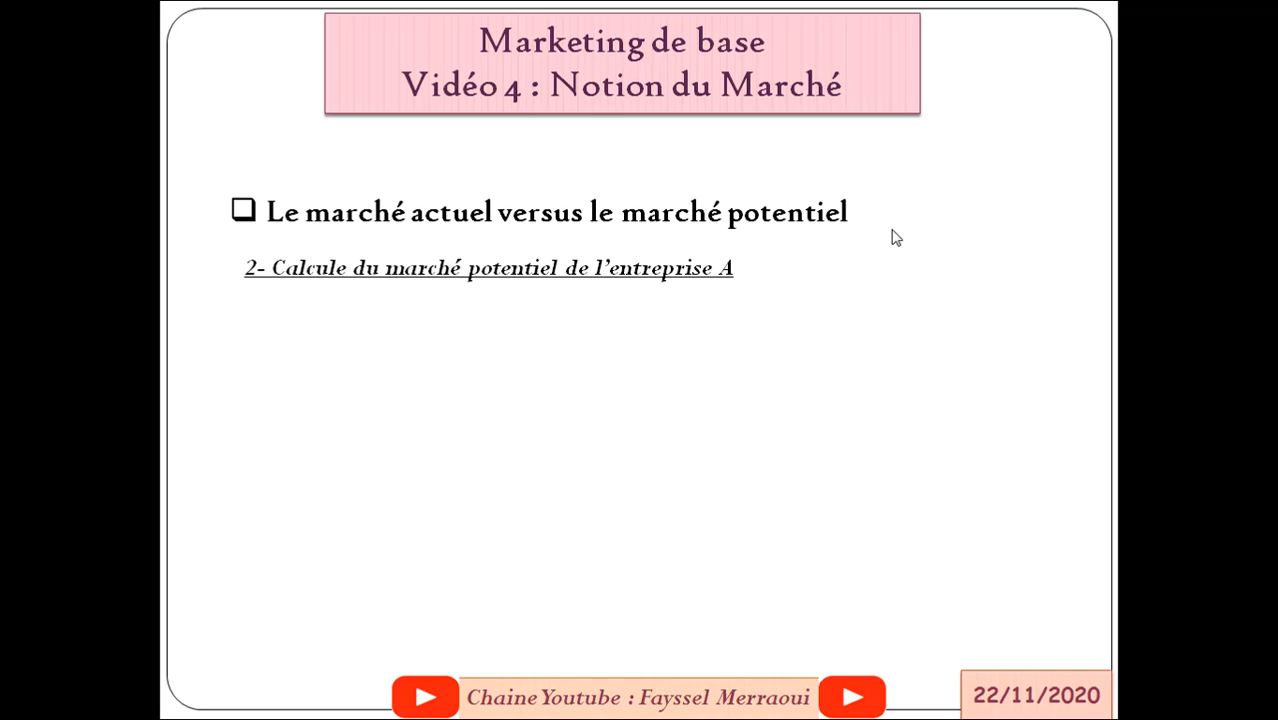 Marketing de base
Vidéo 4 : Notion du Marché
Le marché actuel versus le marché potentiel
2- Calcule du marché potentiel de l’entreprise A
Chaine Youtube : Fayssel Merraoui
22/11/2020